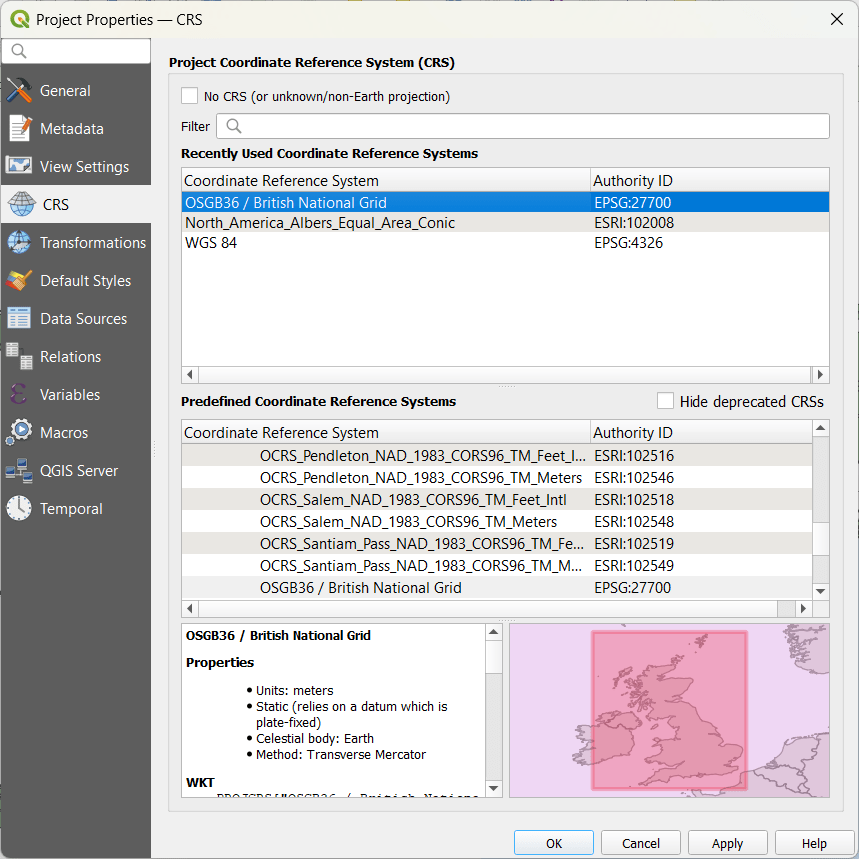 Project Properties — CRS
General
Metadata
View Settings
CRS
Transformations
Default Styles
Data Sources
Relations
Variables
Macros
QGIS Server
Temporal
Project Coordinate Reference System (CRS)
No CRS (or unknown/non-Earth projection)
Filter
Recently Used Coordinate Reference Systems
Coordinate Reference System Authority ID
OSGB36 / British National Grid EPSG:27700
North_America_Albers_Equal_Area_Conic ESRI:102008
WGS 84 EPSG:4326
Predefined Coordinate Reference Systems Hide deprecated CRSs
Coordinate Reference System Authority ID
OCRS_Pendleton_NAD_1983_CORS96_TM_Feet_I... ESRI:102516
OCRS_Pendleton_NAD_1983_CORS96_TM_Meters ESRI:102546
OCRS_Salem_NAD_1983_CORS96_TM_Feet_Intl ESRI:102518
OCRS_Salem_NAD_1983_CORS96_TM_Meters ESRI:102548
OCRS_Santiam_Pass_NAD_1983_CORS96_TM_Fe... ESRI:102519
OCRS_Santiam_Pass_NAD_1983_CORS96_TM_M... ESRI:102549
OSGB36 / British National Grid EPSG:27700
OSGB36 / British National Grid
Properties
• Units: meters
• Static (relies on a datum which is
plate-fixed)
• Celestial body: Earth
• Method: Transverse Mercator
WKT
OK Cancel Apply Help